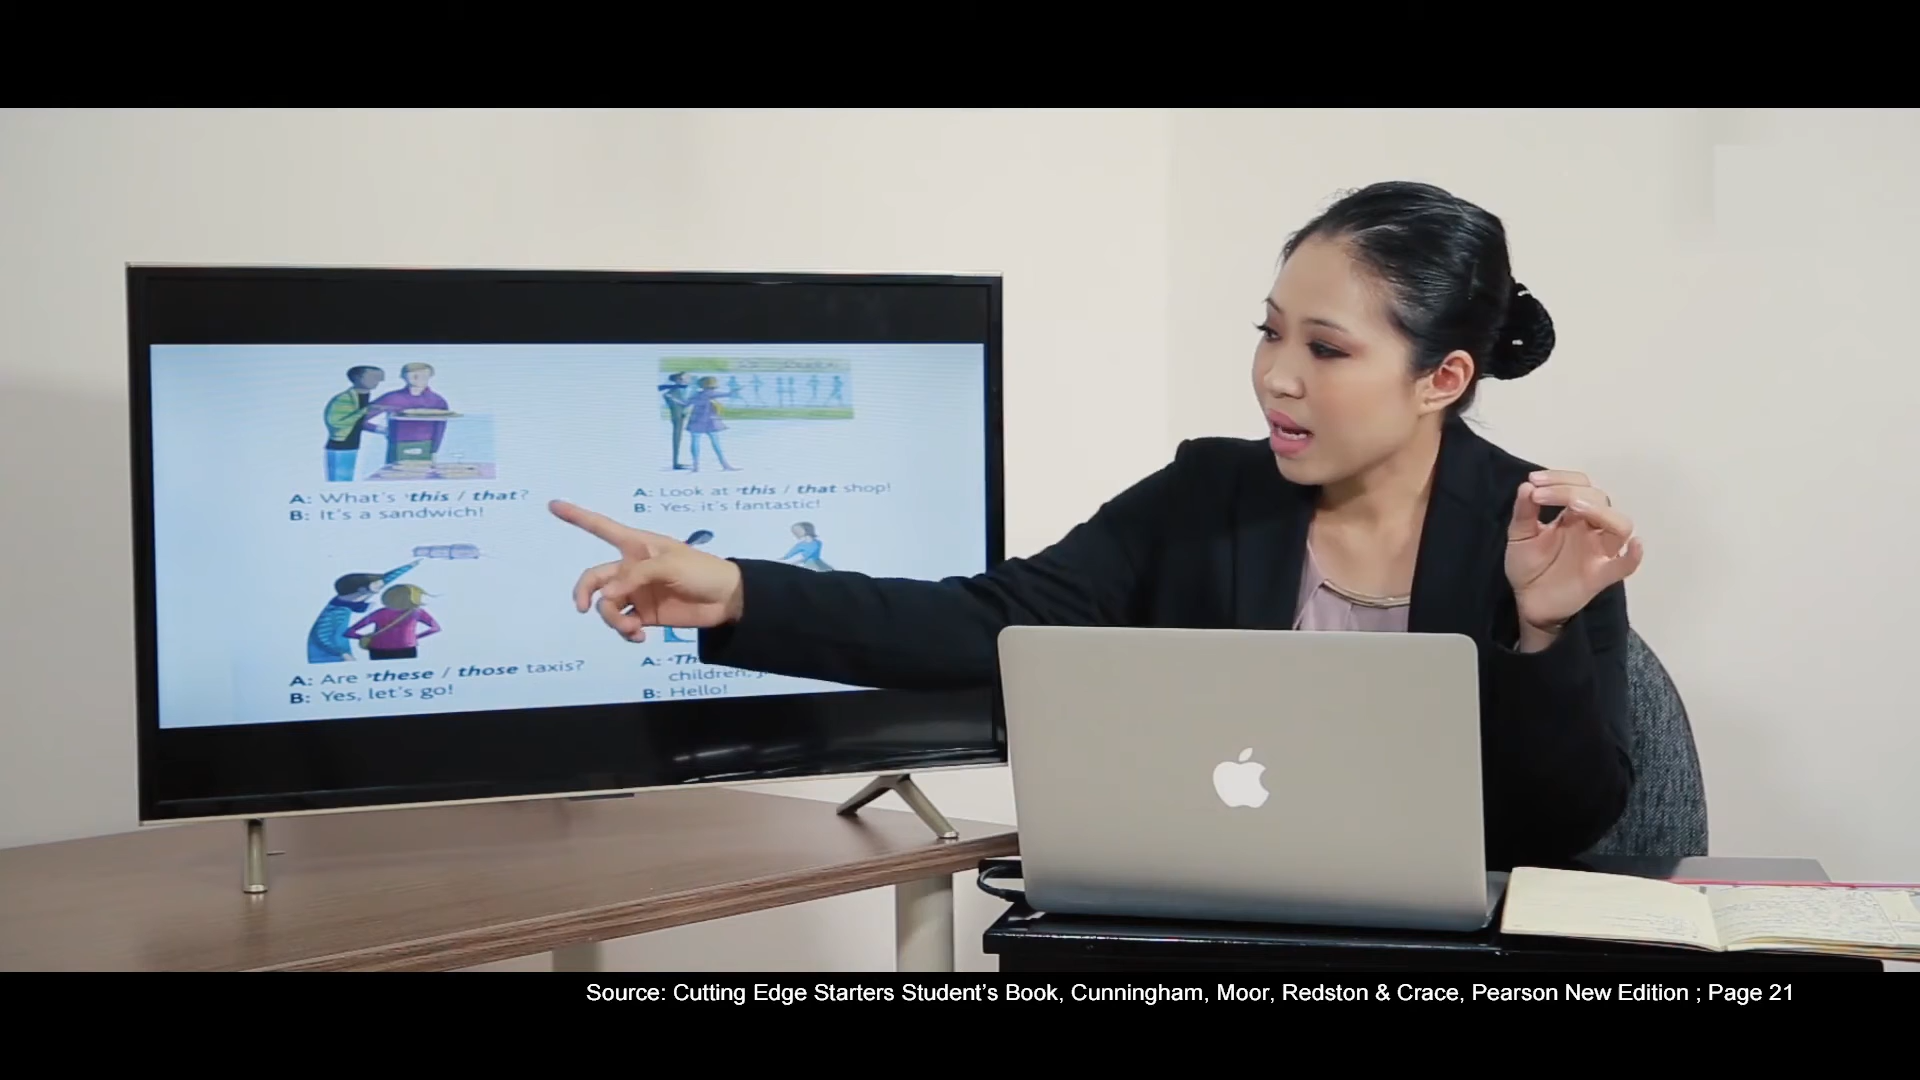 A: What's *this / that?
B: It's a sandwich!
A: Look at *this / that shop!
B: Yes, it's fantastic!
A: Are *these / those taxis?
B: Yes, let's go!
A: *Th
children,
B: Hello!
Source: Cutting Edge Starters Student’s Book, Cunningham, Moor, Redston & Crace, Pearson New Edition ; Page 21